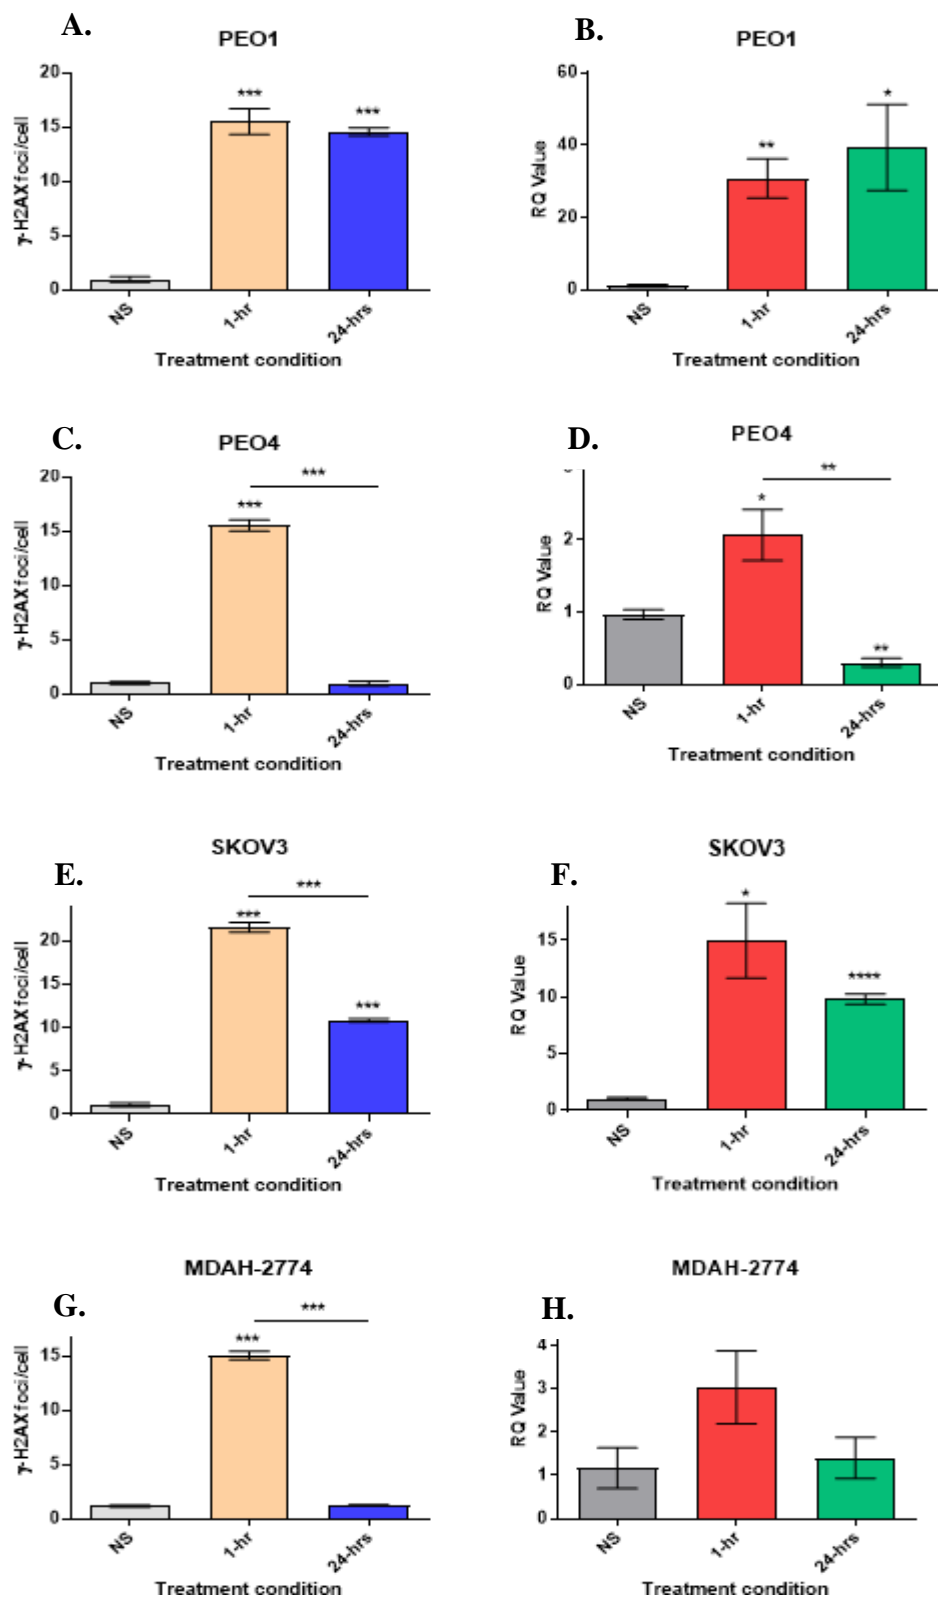 A.
PEO1
γ-H2AX foci/cell
20
15
10
5
0
***
***
NS
1-hr
24-hrs
Treatment condition
B.
PEO1
RQ Value
60
40
20
0
**
*
NS
1-hr
24-hrs
Treatment condition
C.
PEO4
γ-H2AX foci/cell
20
15
10
5
0
***
***
NS
1-hr
24-hrs
Treatment condition
D.
PEO4
RQ Value
2
1
0
**
*
**
NS
1-hr
24-hrs
Treatment condition
E.
SKOV3
γ-H2AX foci/cell
20
15
10
5
0
***
***
***
NS
1-hr
24-hrs
Treatment condition
F.
SKOV3
RQ Value
15
10
5
0
*
****
NS
1-hr
24-hrs
Treatment condition
G.
MDAH-2774
γ-H2AX foci/cell
15
10
5
0
***
***
NS
1-hr
24-hrs
Treatment condition
H.
MDAH-2774
RQ Value
4
3
2
1
0
NS
1-hr
24-hrs
Treatment condition